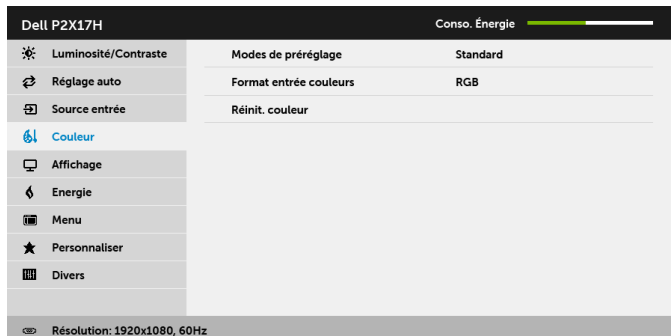 Dell P2X17H Conso. Énergie
Luminosité/Contraste Modes de préréglage Standard
Réglage auto Format entrée couleurs RGB
Source entrée Réinit. couleur
Couleur
Affichage
Energie
Menu
Personnaliser
Divers
Résolution: 1920x1080, 60Hz